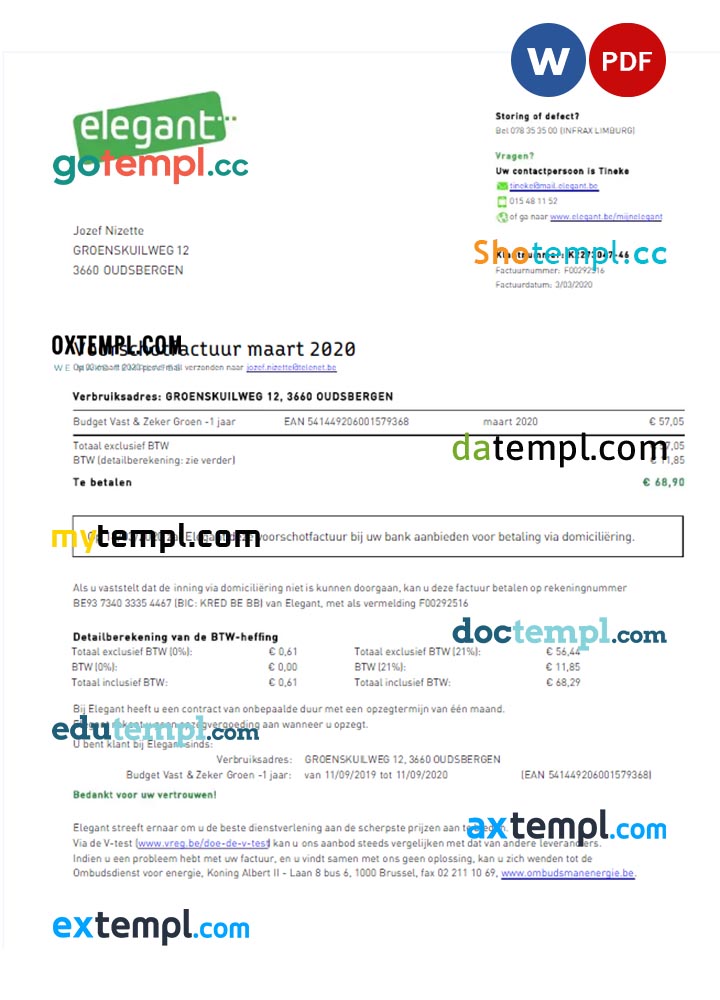 W PDF
elegant
gotempl.cc
Storing of defect?
Bel 078 35 35 00 (INFRAX LIMBURG)
Vragen?
Uw contactpersoon is Tineke
tineke@mail.elegant.be
015 48 11 52
of ga naar www.elegant.be/mijnelegant
Jozef Nizette
GROENSKUILWEG 12
3660 OUDSBERGEN
Shotempl.cc
Factuurnummer: F00292516
Factuurdatum: 3/03/2020
OXTEMPL.COM
Voorschotfactuur maart 2020
verzonden naar jozef.nizette@telenet.be
Verbruiksadres: GROENSKUILWEG 12, 3660 OUDSBERGEN
Budget Vast & Zeker Groen -1 jaar EAN 541449206001579368 maart 2020 € 57,05
Totaal exclusief BTW
datempl.com
BTW (detailberekening: zie verder) € 11,85
Te betalen € 68,90
mytempl.com
voorschotfactuur bij uw bank aanbieden voor betaling via domiciliëring.
Als u vaststelt dat de inning via domiciliëring niet is kunnen doorgaan, kan u deze factuur betalen op rekeningnummer
BE93 7340 3335 4467 (BIC: KRED BE BB) van Elegant, met als vermelding F00292516
doctempl.com
Detailberekening van de BTW-heffing
Totaal exclusief BTW (0%): € 0,61 Totaal exclusief BTW (21%): € 56,44
BTW (0%): € 0,00 BTW (21%): € 11,85
Totaal inclusief BTW: € 0,61 Totaal inclusief BTW: € 68,29
Bij Elegant heeft u een contract van onbepaalde duur met een opzegtermijn van één maand.
Elegant rekent u geen opzegvergoeding aan wanneer u opzegt.
edutempl.com
U bent klant bij Elegant sinds:
Verbruiksadres: GROENSKUILWEG 12, 3660 OUDSBERGEN
Budget Vast & Zeker Groen -1 jaar: van 11/09/2019 tot 11/09/2020 (EAN 541449206001579368)
Bedankt voor uw vertrouwen!
axtempl.com
Elegant streeft ernaar om u de beste dienstverlening aan de scherpste prijzen aan te bieden.
Via de V-test (www.vreg.be/doe-de-v-test) kan u ons aanbod steeds vergelijken met dat van andere leveranciers.
Indien u een probleem hebt met uw factuur, en u vindt samen met ons geen oplossing, kan u zich wenden tot de
Ombudsdienst voor energie, Koning Albert II - Laan 8 bus 6, 1000 Brussel, fax 02 211 10 69, www.ombudsmanenergie.be.
extempl.com